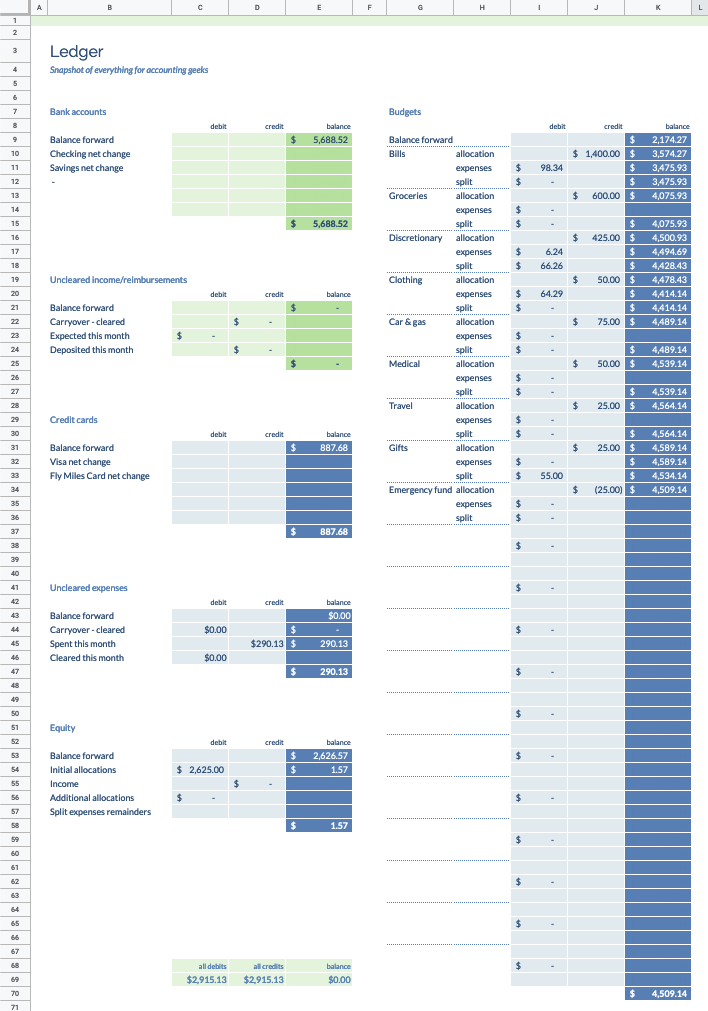 A B C D E F G H I J K L
1
2
3 Ledger
4 Snapshot of everything for accounting geeks
5
6
7 Bank accounts Budgets
8 debit credit balance debit credit balance
9 Balance forward $ 5,688.52 Balance forward $ 2,174.27
10 Checking net change Bills allocation $ 1,400.00 $ 3,574.27
11 Savings net change expenses $ 98.34 $ 3,475.93
12 - split $ - $ 3,475.93
13 Groceries allocation $ 600.00 $ 4,075.93
14 expenses $ -
15 $ 5,688.52 split $ - $ 4,075.93
16 Discretionary allocation $ 425.00 $ 4,500.93
17 expenses $ 6.24 $ 4,494.69
18 split $ 66.26 $ 4,428.43
19 Uncleared income/reimbursements Clothing allocation $ 50.00 $ 4,478.43
20 debit credit balance expenses $ 64.29 $ 4,414.14
21 Balance forward $ - split $ - $ 4,414.14
22 Carryover - cleared $ - Car & gas allocation $ 75.00 $ 4,489.14
23 Expected this month $ - expenses $ -
24 Deposited this month $ - split $ - $ 4,489.14
25 $ - Medical allocation $ 50.00 $ 4,539.14
26 expenses $ -
27 split $ - $ 4,539.14
28 Travel allocation $ 25.00 $ 4,564.14
29 Credit cards expenses $ -
30 debit credit balance split $ - $ 4,564.14
31 Balance forward $ 887.68 Gifts allocation $ 25.00 $ 4,589.14
32 Visa net change expenses $ - $ 4,589.14
33 Fly Miles Card net change split $ 55.00 $ 4,534.14
34 Emergency fund allocation $ (25.00) $ 4,509.14
35 expenses $ -
36 split $ -
37 $ 887.68
38 $ -
39
40
41 Uncleared expenses $ -
42 debit credit balance
43 Balance forward $0.00
44 Carryover - cleared $0.00 $ - $ -
45 Spent this month $290.13 $ 290.13
46 Cleared this month $0.00
47 $ 290.13 $ -
48
49
50 $ -
51 Equity
52 debit credit balance
53 Balance forward $ 2,626.57 $ -
54 Initial allocations $ 2,625.00 $ 1.57
55 Income $ -
56 Additional allocations $ - $ -
57 Split expenses remainders
58 $ 1.57
59 $ -
60
61
62 $ -
63
64
65 $ -
66
67
68 all debits all credits balance $ -
69 $2,915.13 $2,915.13 $0.00
70 $ 4,509.14
71